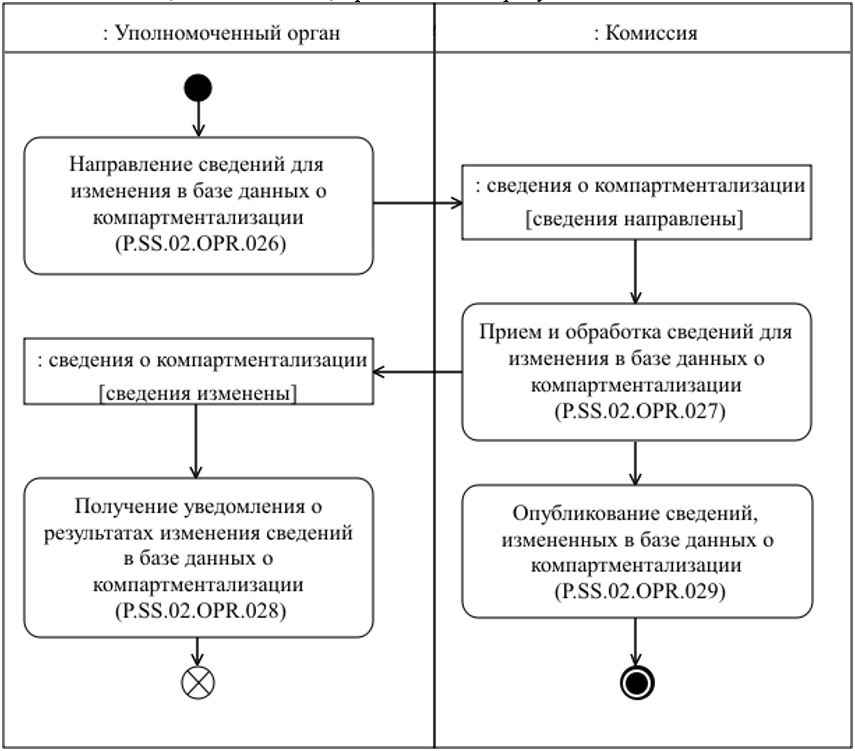 : Уполномоченный орган
: Комиссия
Направление сведений для
изменения в базе данных о
компартментализации
(P.SS.02.OPR.026)
: сведения о компартментализации
[сведения направлены]
Прием и обработка сведений для
изменения в базе данных о
компартментализации
(P.SS.02.OPR.027)
: сведения о компартментализации
[сведения изменены]
Получение уведомления о
результатах изменения сведений
в базе данных о
компартментализации
(P.SS.02.OPR.028)
Опубликование сведений,
измененных в базе данных о
компартментализации
(P.SS.02.OPR.029)